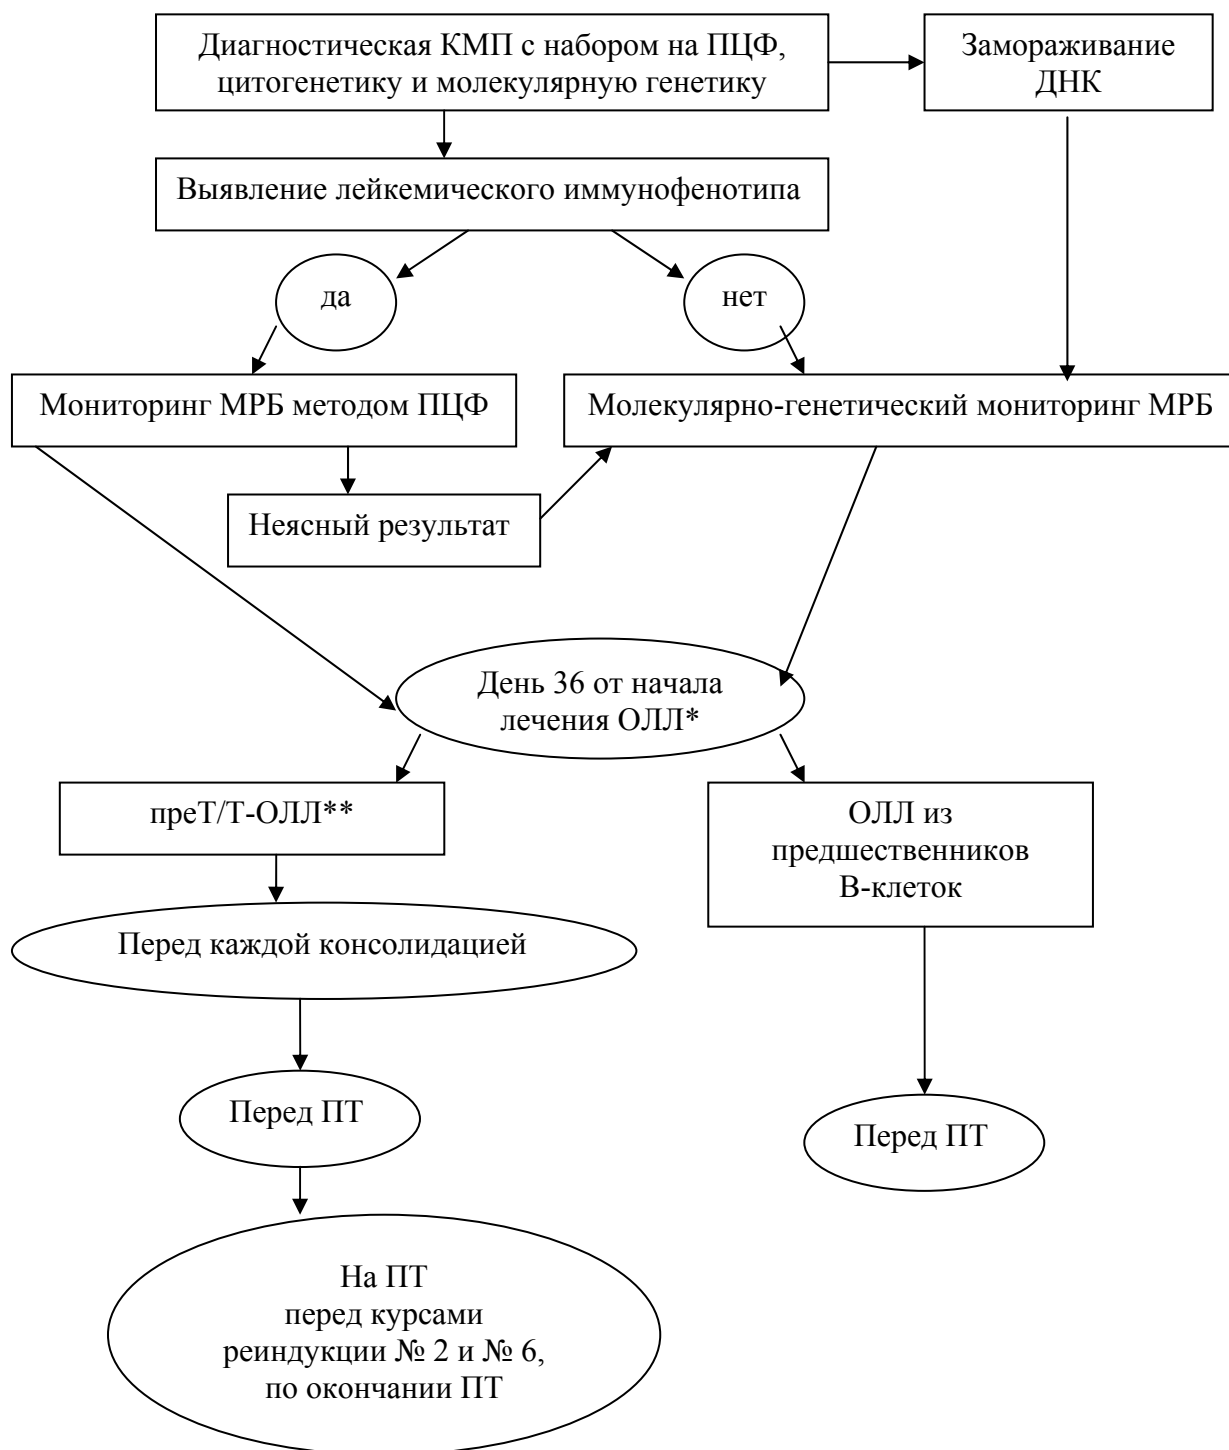 Диагностическая КМП с набором на ПЦФ,
цитогенетику и молекулярную генетику
Замораживание
ДНК
Выявление лейкемического иммунофенотипа
да
нет
Мониторинг МРБ методом ПЦФ
Молекулярно-генетический мониторинг МРБ
Неясный результат
День 36 от начала
лечения ОЛЛ*
преТ/Т-ОЛЛ**
ОЛЛ из
предшественников
В-клеток
Перед каждой консолидацией
Перед ПТ
Перед ПТ
На ПТ
перед курсами
реиндукции № 2 и № 6,
по окончании ПТ